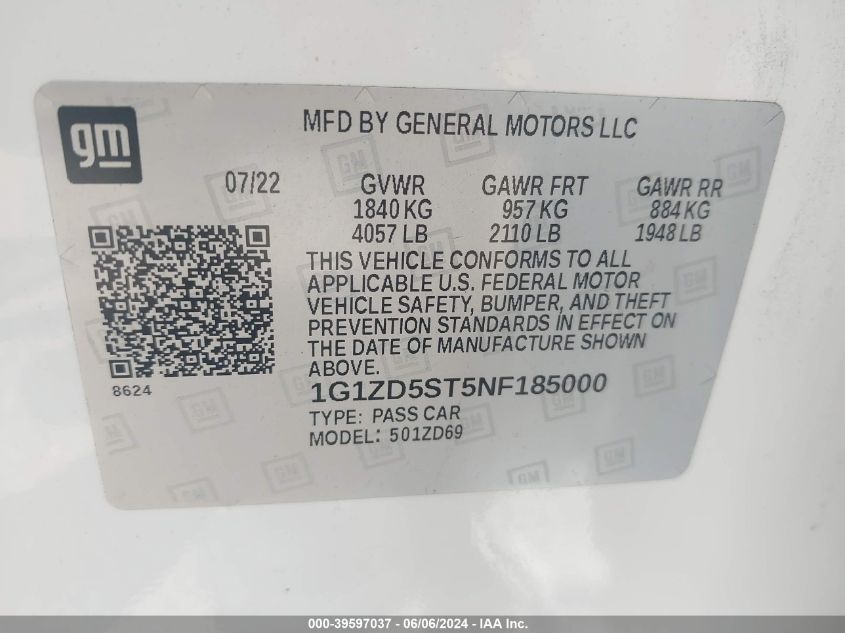 gm
MFD BY GENERAL MOTORS LLC
07/22 GVWR GAWR FRT GAWR RR
1840 KG 957 KG 884 KG
4057 LB 2110 LB 1948 LB
THIS VEHICLE CONFORMS TO ALL
APPLICABLE U.S. FEDERAL MOTOR
VEHICLE SAFETY, BUMPER, AND THEFT
PREVENTION STANDARDS IN EFFECT ON
THE DATE OF MANUFACTURE SHOWN
ABOVE.
8624
1G1ZD5ST5NF185000
TYPE: PASS CAR
MODEL: 501ZD69
000-39597037 - 06/06/2024 - IAA Inc.